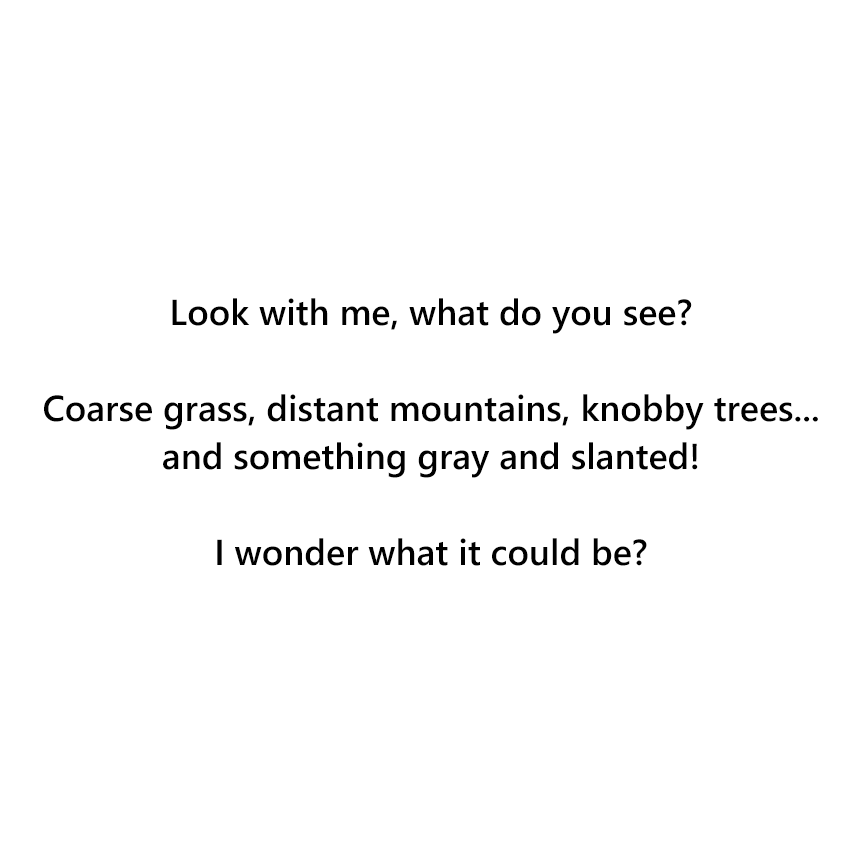 Look with me, what do you see?
Coarse grass, distant mountains, knobby trees...
and something gray and slanted!
I wonder what it could be?